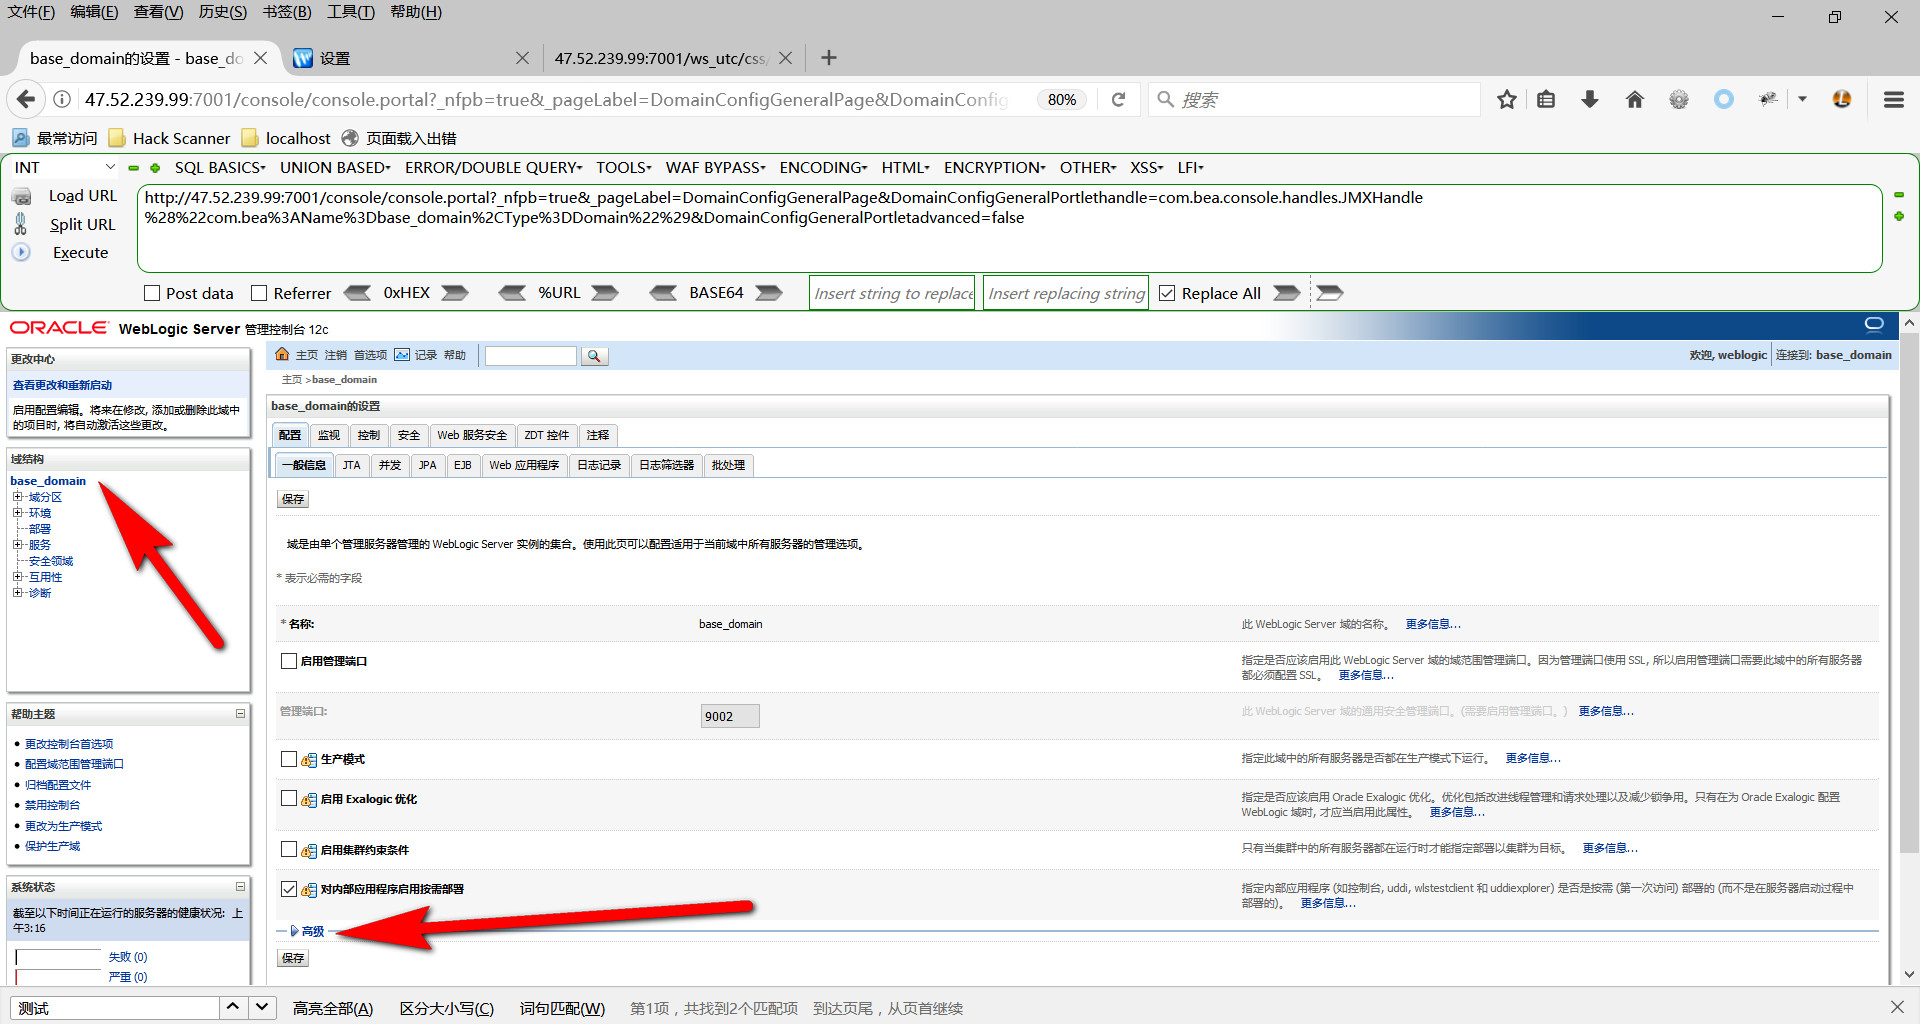 文件(F) 编辑(E) 查看(V) 历史(S) 书签(B) 工具(T) 帮助(H)
base_domain的设置 - base_do
设置
47.52.239.99:7001/ws_utc/css/
47.52.239.99:7001/console/console.portal?_nfpb=true&_pageLabel=DomainConfigGeneralPage&DomainConfig
80%
搜索
最常访问 Hack Scanner localhost 页面载入出错
INT SQL BASICS UNION BASED ERROR/DOUBLE QUERY TOOLS WAF BYPASS ENCODING HTML ENCRYPTION OTHER XSS LFI
Load URL
Split URL
Execute
http://47.52.239.99:7001/console/console.portal?_nfpb=true&_pageLabel=DomainConfigGeneralPage&DomainConfigGeneralPortlethandle=com.bea.console.handles.JMXHandle
%28%22com.bea%3AName%3Dbase_domain%2CType%3DDomain%22%29&DomainConfigGeneralPortletadvanced=false
Post data Referrer 0xHEX %URL BASE64 Insert string to replace Insert replacing string Replace All
ORACLE WebLogic Server 管理控制台 12c
更改中心
查看更改和重新启动
启用配置编辑。将来在修改, 添加或删除此域中
的项目时, 将自动激活这些更改。
域结构
base_domain
域分区
环境
部署
服务
安全领域
互用性
诊断
帮助主题
更改控制台首选项
配置域范围管理端口
归档配置文件
禁用控制台
更改为生产模式
保护生产域
系统状态
截至以下时间正在运行的服务器的健康状况: 上
午3:16
失败 (0)
严重 (0)
主页 注销 首选项 记录 帮助
欢迎, weblogic 连接到: base_domain
主页 >base_domain
base_domain的设置
配置 监视 控制 安全 Web 服务安全 ZDT 控件 注释
一般信息 JTA 并发 JPA EJB Web 应用程序 日志记录 日志筛选器 批处理
保存
域是由单个管理服务器管理的 WebLogic Server 实例的集合。使用此页可以配置适用于当前域中所有服务器的管理选项。
* 表示必需的字段
* 名称: base_domain 此 WebLogic Server 域的名称。 更多信息...
启用管理端口
指定是否应该启用此 WebLogic Server 域的域范围管理端口。因为管理端口使用 SSL, 所以启用管理端口需要此域中的所有服务器
都必须配置 SSL。 更多信息...
管理端口: 9002 此 WebLogic Server 域的通用安全管理端口。(需要启用管理端口。) 更多信息...
生产模式 指定此域中的所有服务器是否都在生产模式下运行。 更多信息...
启用 Exalogic 优化
指定是否应该启用 Oracle Exalogic 优化。优化包括改进线程管理和请求处理以及减少锁争用。只有在为 Oracle Exalogic 配置
WebLogic 域时, 才应当启用此属性。 更多信息...
启用集群约束条件 只有当集群中的所有服务器都在运行时才能指定部署以集群为目标。 更多信息...
对内部应用程序启用按需部署
指定内部应用程序 (如控制台, uddi, wlstestclient 和 uddiexplorer) 是否是按需 (第一次访问) 部署的 (而不是在服务器启动过程中
部署的)。 更多信息...
高级
保存
测试 高亮全部(A) 区分大小写(C) 词句匹配(W) 第1项，共找到2个匹配项 到达页尾，从页首继续